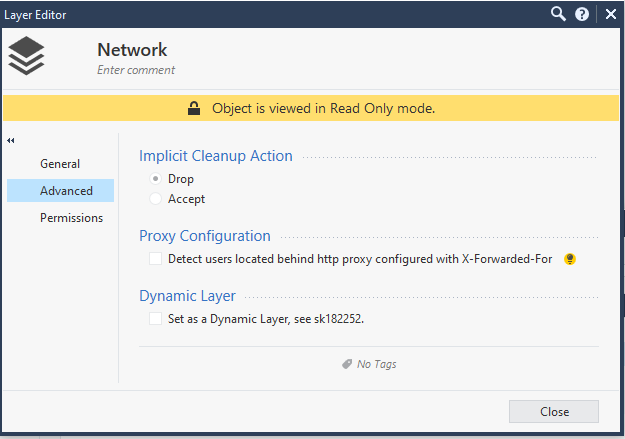 Layer Editor
Network
Enter comment
Object is viewed in Read Only mode.
General
Advanced
Permissions
Implicit Cleanup Action
Drop
Accept
Proxy Configuration
Detect users located behind http proxy configured with X-Forwarded-For
Dynamic Layer
Set as a Dynamic Layer, see sk182252.
No Tags
Close